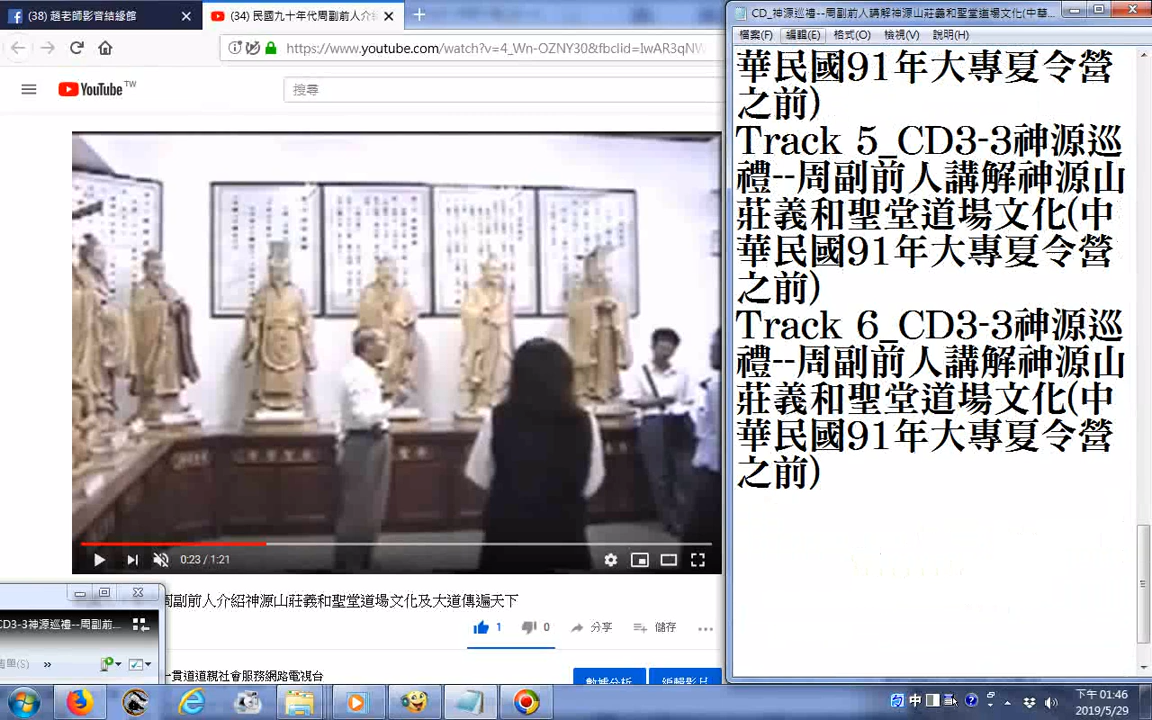 (38) 趙老師影音結緣館
(34) 民國九十年代周副前人介紹
https://www.youtube.com/watch?v=4_Wn-OZNY30&fbclid=IwAR3qNW
YouTube TW
搜尋
0:23 / 1:21
周副前人介紹神源山莊義和聖堂道場文化及大道傳遍天下
1
0
分享
儲存
一貫道道親社會服務網路電視台
數據分析
編輯影片
CD3-3神源巡禮--周副前...
單(S)
»
CD_神源巡禮--周副前人講解神源山莊義和聖堂道場文化(中華...
檔案(F)
編輯(E)
格式(O)
檢視(V)
說明(H)
華民國91年大專夏令營
之前)
Track 5_CD3-3神源巡
禮--周副前人講解神源山
莊義和聖堂道場文化(中
華民國91年大專夏令營
之前)
Track 6_CD3-3神源巡
禮--周副前人講解神源山
莊義和聖堂道場文化(中
華民國91年大專夏令營
之前)
中
下午 01:46
2019/5/29